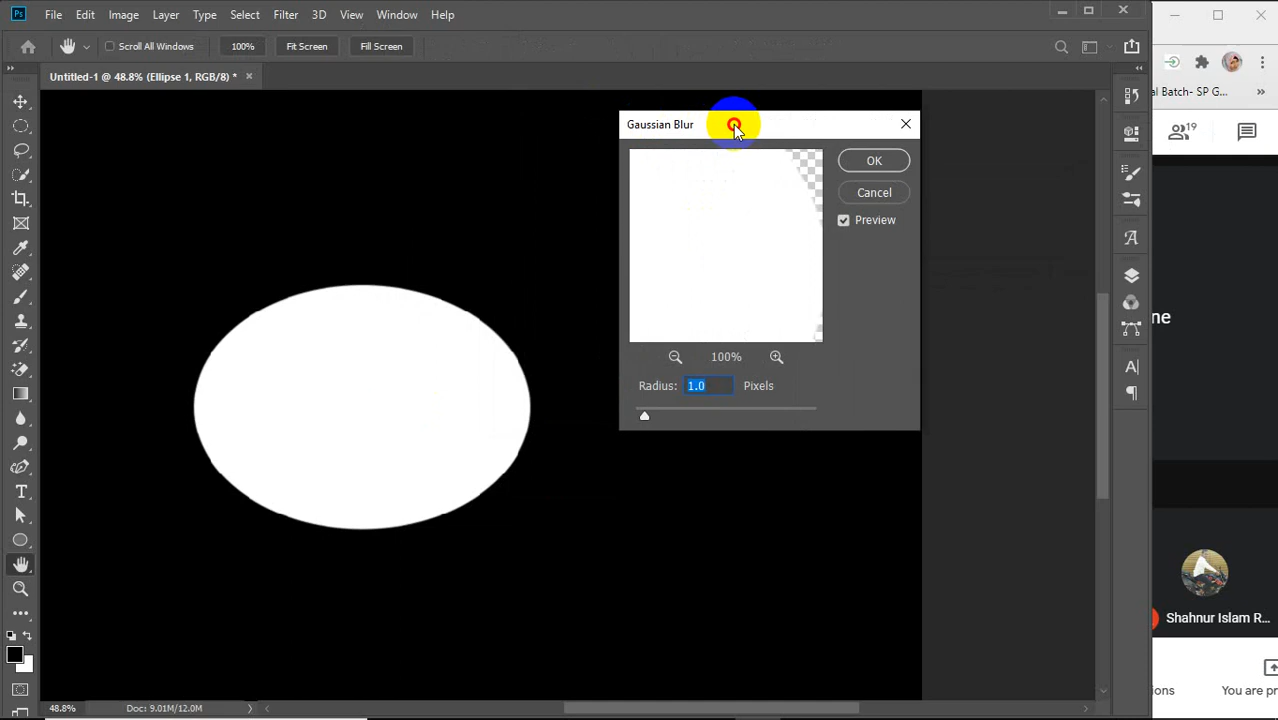 Ps File Edit Image Layer Type Select Filter 3D View Window Help
Scroll All Windows 100% Fit Screen Fill Screen
al Batch- SP G... »
Untitled-1 @ 48.8% (Ellipse 1, RGB/8) * ×
19
Gaussian Blur
OK
Cancel
Preview
100%
Radius: 1.0 Pixels
ne
Shahnur Islam R...
48.8% Doc: 9.01M/12.0M
ions You are pr